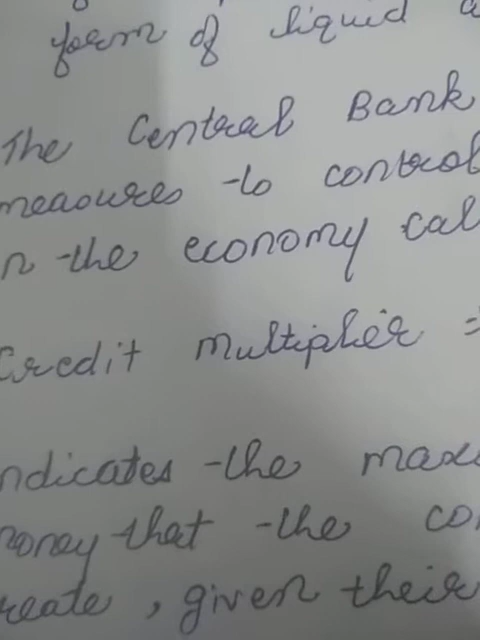 form of liquid a
The Central Bank
measures to control
n the economy cal
Credit multiplier =
ndicates the max
money that the co
reate, given their